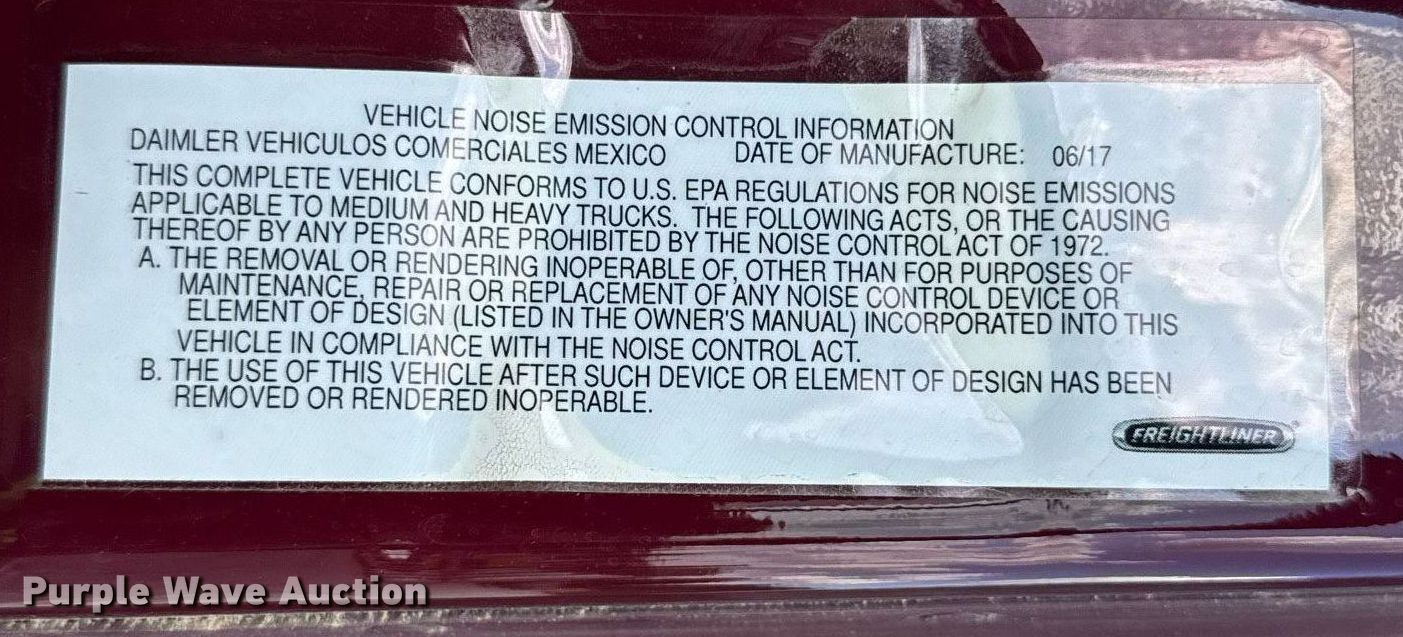 VEHICLE NOISE EMISSION CONTROL INFORMATION
DAIMLER VEHICULOS COMERCIALES MEXICO DATE OF MANUFACTURE: 06/17
THIS COMPLETE VEHICLE CONFORMS TO U.S. EPA REGULATIONS FOR NOISE EMISSIONS
APPLICABLE TO MEDIUM AND HEAVY TRUCKS. THE FOLLOWING ACTS, OR THE CAUSING
THEREOF BY ANY PERSON ARE PROHIBITED BY THE NOISE CONTROL ACT OF 1972.
A. THE REMOVAL OR RENDERING INOPERABLE OF, OTHER THAN FOR PURPOSES OF
MAINTENANCE, REPAIR OR REPLACEMENT OF ANY NOISE CONTROL DEVICE OR
ELEMENT OF DESIGN (LISTED IN THE OWNER'S MANUAL) INCORPORATED INTO THIS
VEHICLE IN COMPLIANCE WITH THE NOISE CONTROL ACT.
B. THE USE OF THIS VEHICLE AFTER SUCH DEVICE OR ELEMENT OF DESIGN HAS BEEN
REMOVED OR RENDERED INOPERABLE.
FREIGHTLINER®
Purple Wave Auction